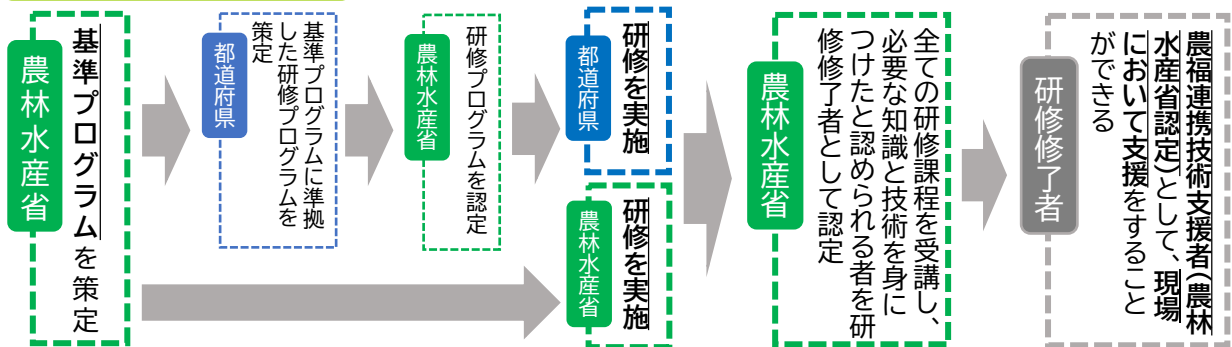 農林水産省
基準プログラムを策定
都道府県
基準プログラムに準拠
した研修プログラムを
策定
農林水産省
研修プログラムを認定
都道府県
研修を実施
農林水産省
研修を実施
農林水産省
全ての研修課程を受講し、
必要な知識と技術を身に
つけたと認められる者を研
修修了者として認定
研修修了者
農福連携技術支援者(農林
水産省認定)として、現場
において支援をすること
ができる